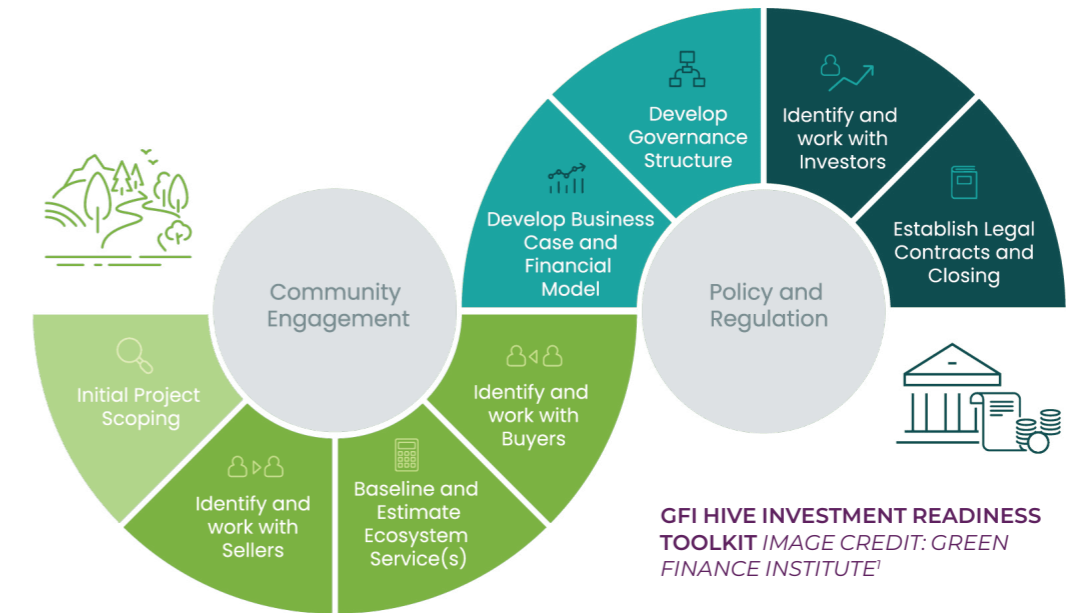 Community
Engagement
Initial Project
Scoping
Identify and
work with
Sellers
Baseline and
Estimate
Ecosystem
Service(s)
Identify and
work with
Buyers
Develop Business
Case and
Financial
Model
Develop
Governance
Structure
Identify and
work with
Investors
Establish Legal
Contracts and
Closing
Policy and
Regulation
GFI HIVE INVESTMENT READINESS
TOOLKIT IMAGE CREDIT: GREEN
FINANCE INSTITUTE¹